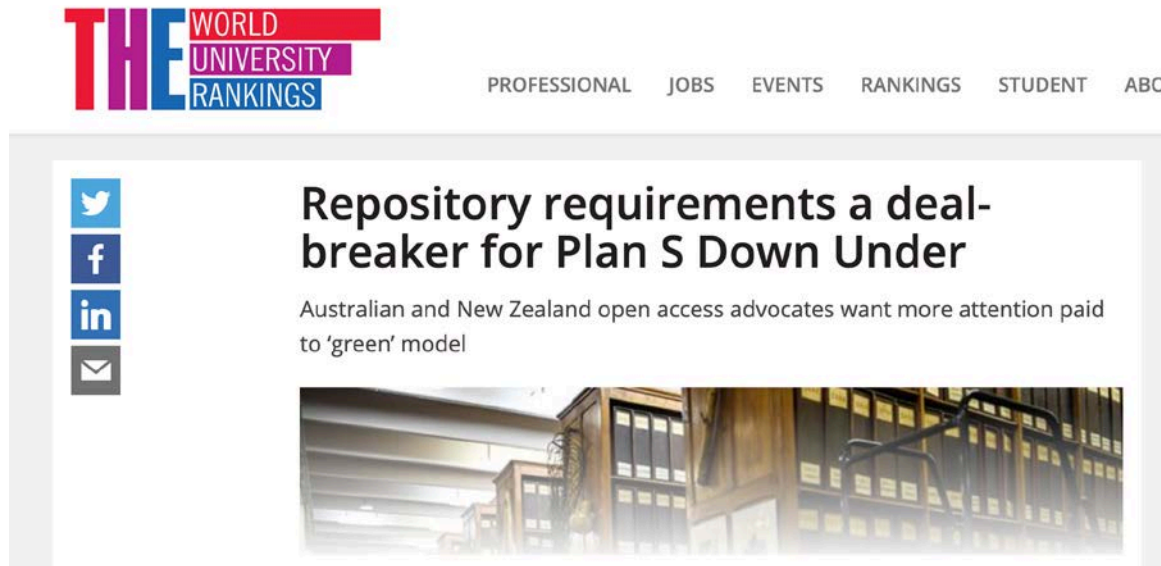 THE WORLD
UNIVERSITY
RANKINGS
PROFESSIONAL JOBS EVENTS RANKINGS STUDENT ABO
Repository requirements a deal-
breaker for Plan S Down Under
Australian and New Zealand open access advocates want more attention paid
to ‘green’ model